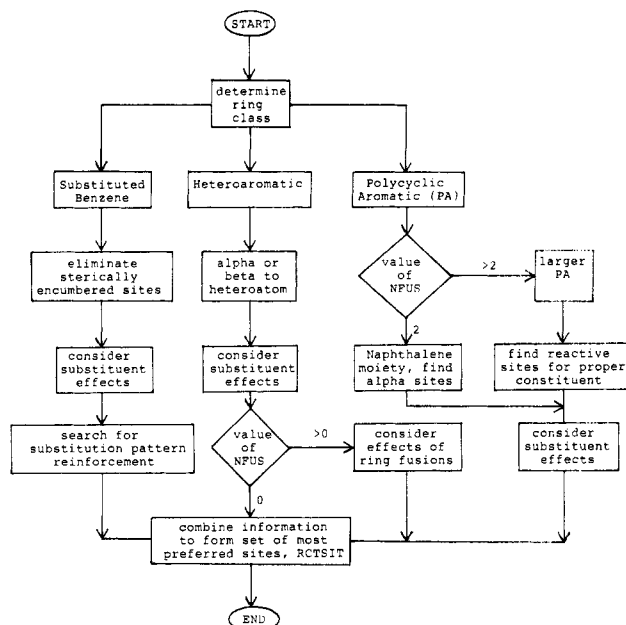 START
determine
ring
class
Substituted
Benzene
Heteroaromatic
Polycyclic
Aromatic (PA)
eliminate
sterically
encumbered sites
alpha or
beta to
heteroatom
value
of
NFUS
>2
larger
PA
2
consider
substituent
effects
consider
substituent
effects
Naphthalene
moiety, find
alpha sites
find reactive
sites for proper
constituent
search for
substitution pattern
reinforcement
value
of
NFUS
>0
consider
effects of
ring fusions
consider
substituent
effects
0
combine information
to form set of most
preferred sites, RCTSIT
END